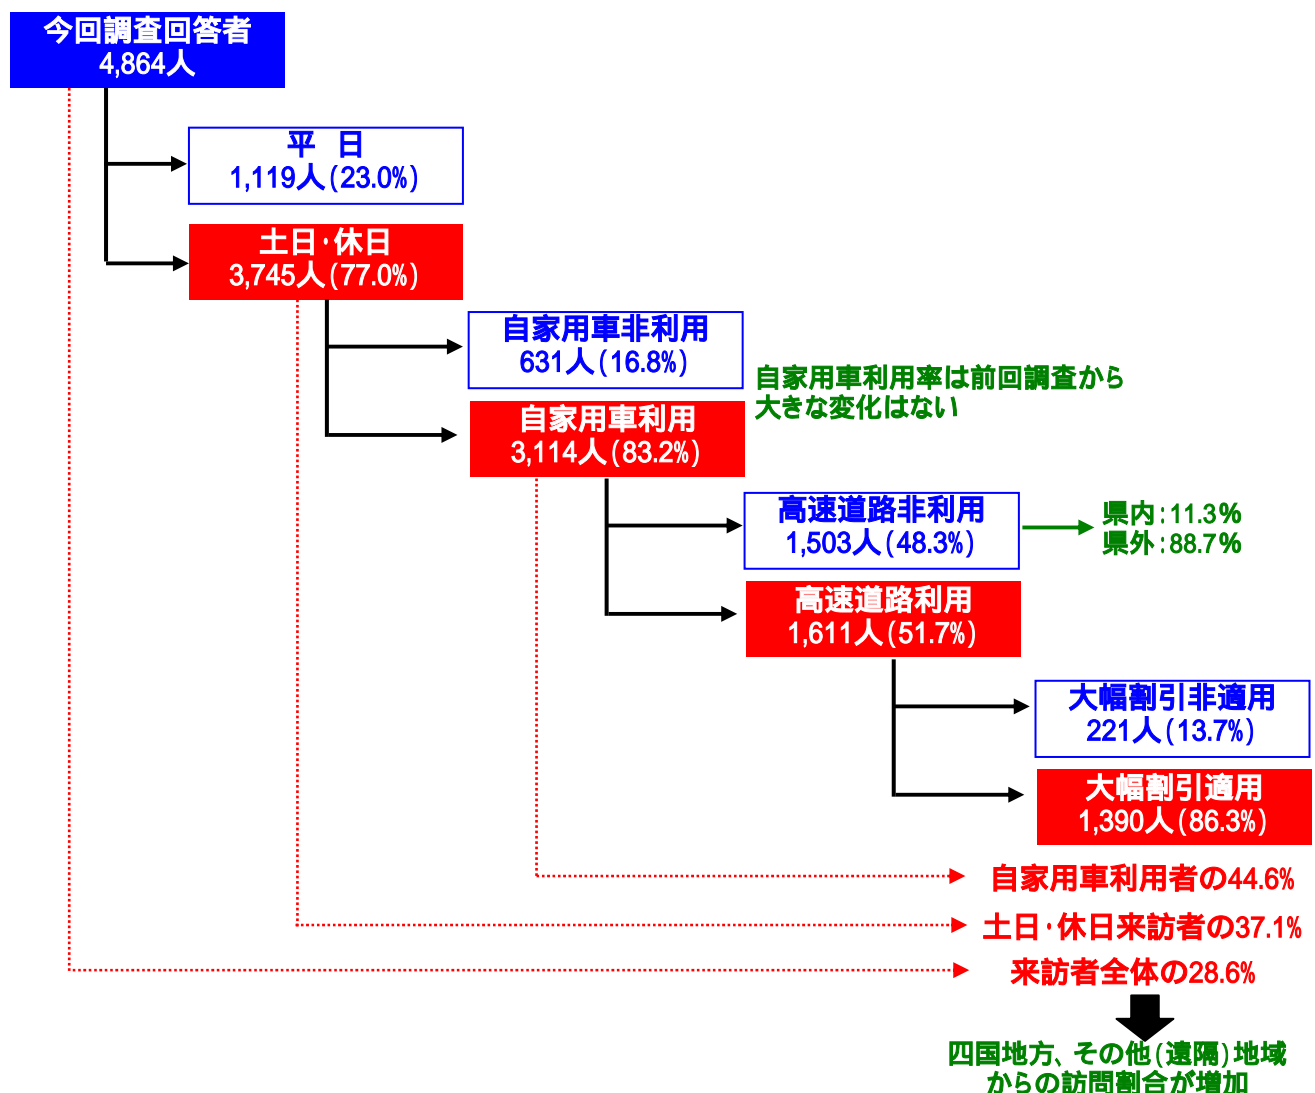 今回調査回答者
4,864人
平 日
1,119人(23.0%)
土日・休日
3,745人(77.0%)
自家用車非利用
631人(16.8%)
自家用車利用率は前回調査から
大きな変化はない
自家用車利用
3,114人(83.2%)
高速道路非利用
1,503人(48.3%)
県内:11.3%
県外:88.7%
高速道路利用
1,611人(51.7%)
大幅割引非適用
221人(13.7%)
大幅割引適用
1,390人(86.3%)
自家用車利用者の44.6%
土日・休日来訪者の37.1%
来訪者全体の28.6%
四国地方、その他(遠隔)地域
からの訪問割合が増加